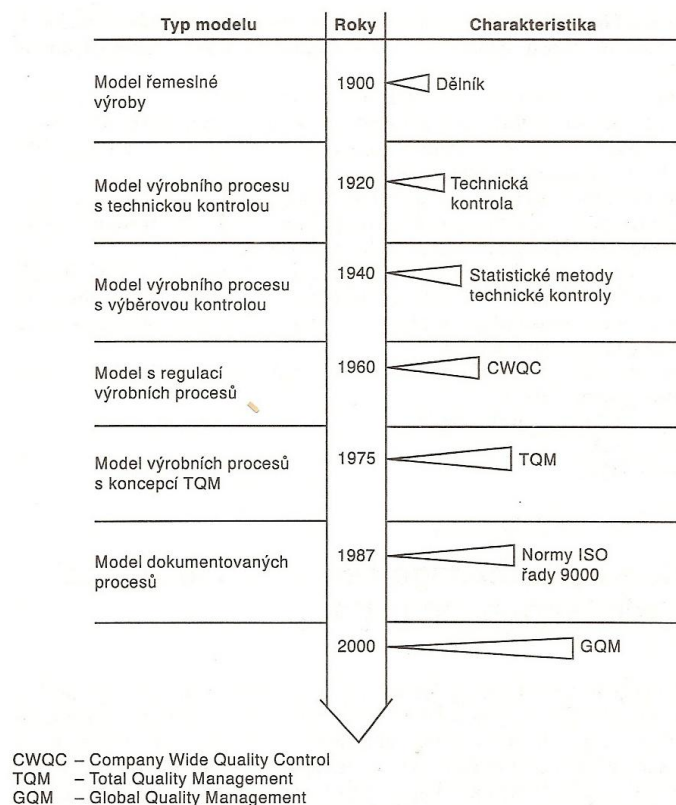 Typ modelu Roky Charakteristika
Model řemeslné
výroby
1900
Dělník
Model výrobního procesu
s technickou kontrolou
1920
Technická
kontrola
Model výrobního procesu
s výběrovou kontrolou
1940
Statistické metody
technické kontroly
Model s regulací
výrobních procesů
1960
CWQC
Model výrobních procesů
s koncepcí TQM
1975
TQM
Model dokumentovaných
procesů
1987
Normy ISO
řady 9000
2000
GQM
CWQC – Company Wide Quality Control
TQM – Total Quality Management
GQM – Global Quality Management